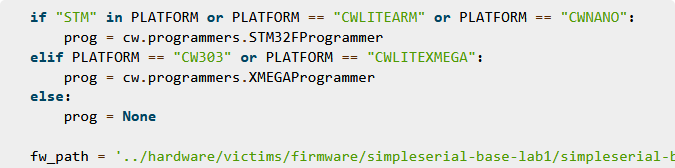 if "STM" in PLATFORM or PLATFORM == "CWLITEARM" or PLATFORM == "CWNANO":
    prog = cw.programmers.STM32FProgrammer
elif PLATFORM == "CW303" or PLATFORM == "CWLITEXMEGA":
    prog = cw.programmers.XMEGAProgrammer
else:
    prog = None

fw_path = '../hardware/victims/firmware/simpleserial-base-lab1/simpleserial-b